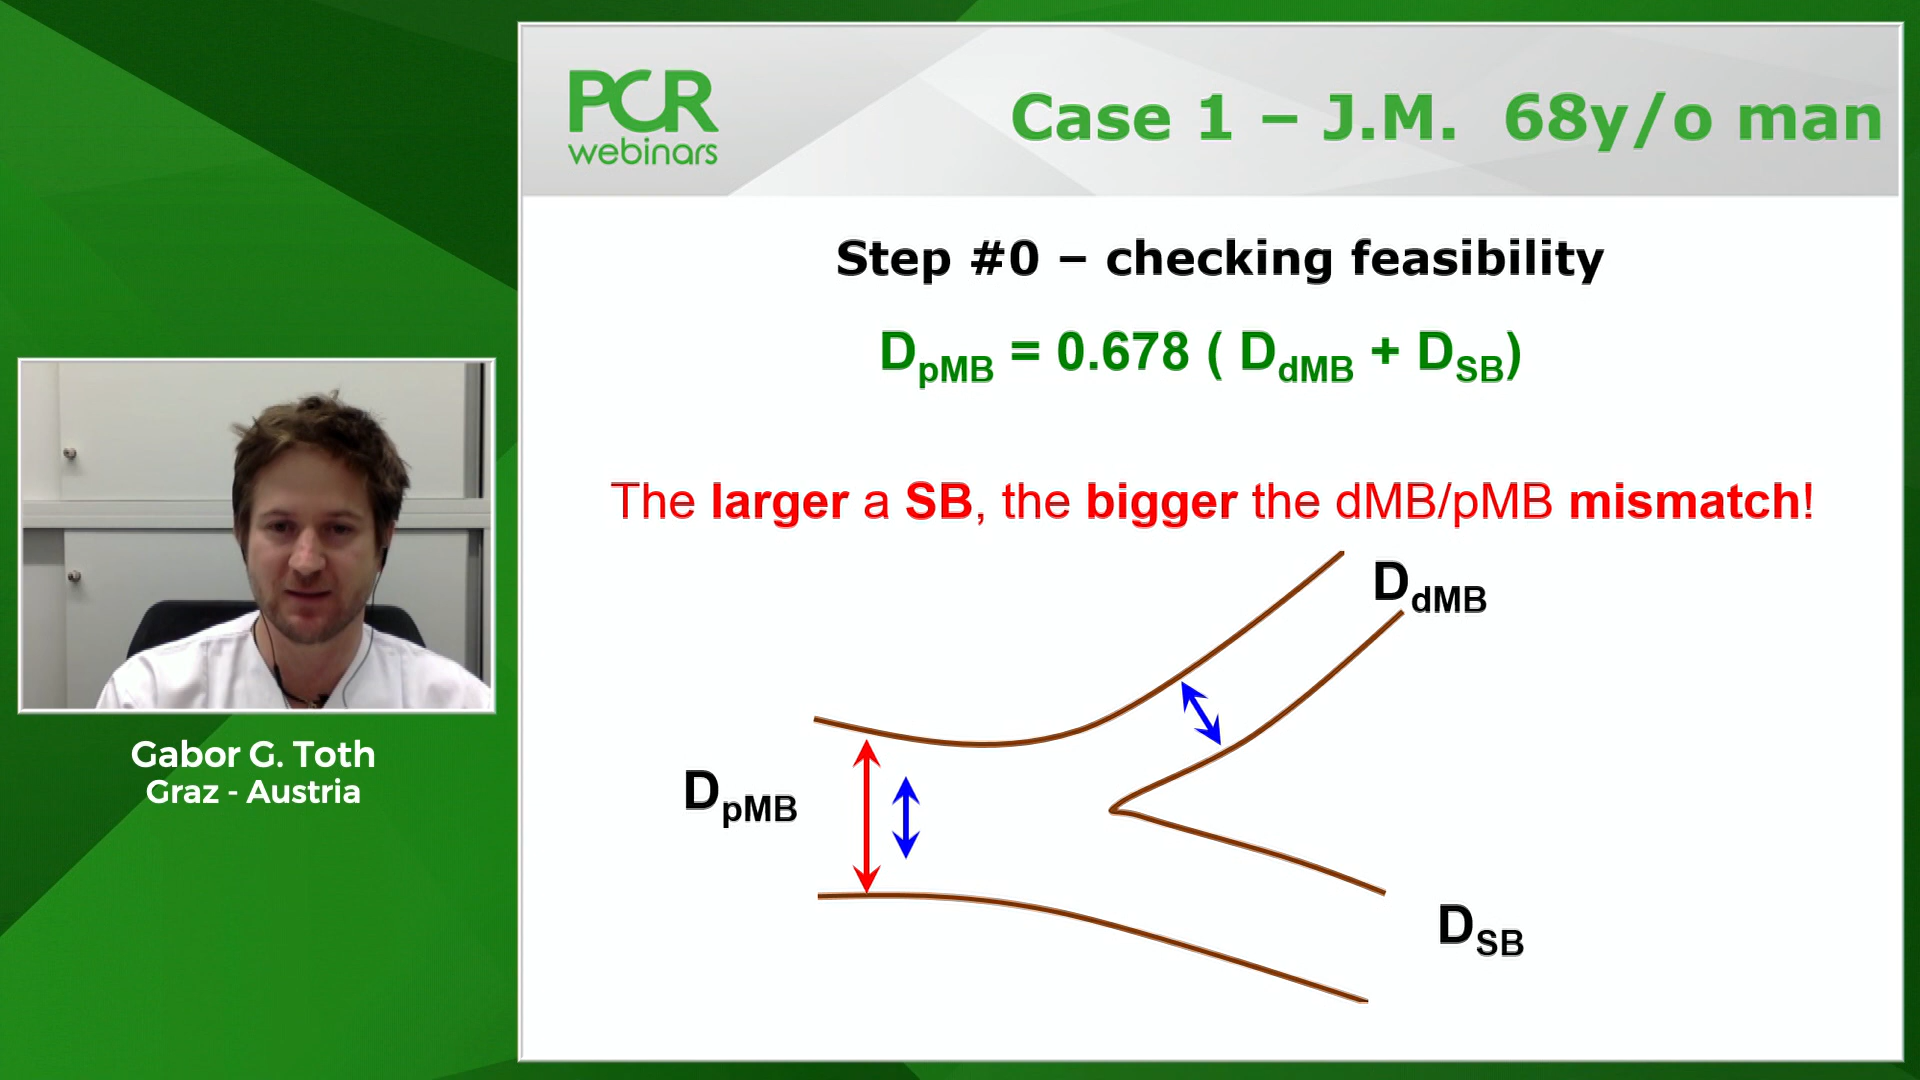 PCR
webinars
Case 1 – J.M. 68y/o man
Step #0 – checking feasibility
DpMB = 0.678 ( DdMB + DSB)
The larger a SB, the bigger the dMB/pMB mismatch!
DdMB
DpMB
DSB
Gabor G. Toth
Graz - Austria